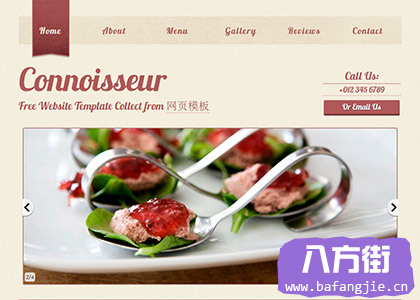 Home About Menu Gallery Reviews Contact
Connoisseur
Free Website Template Collect from 网页模板
Call Us:
+012 345 6789
Or Email Us
2/4
八方街
www.bafangjie.cn